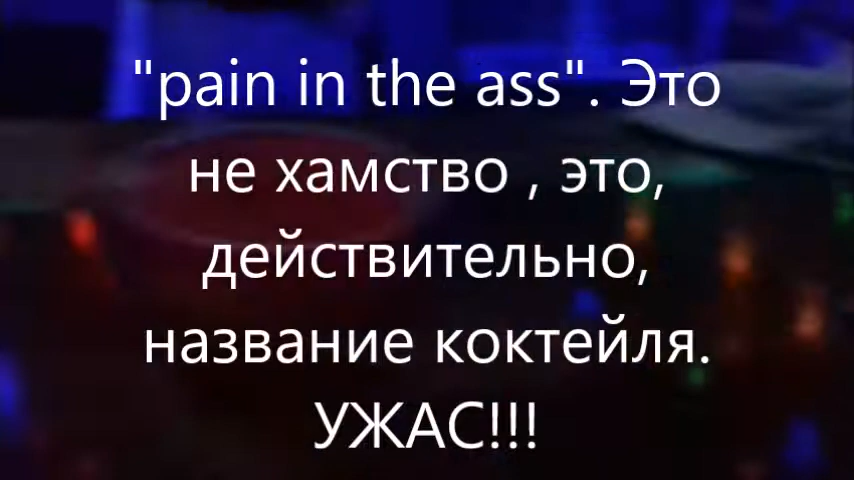 "pain in the ass". Это
не хамство , это,
действительно,
название коктейля.
УЖАС!!!